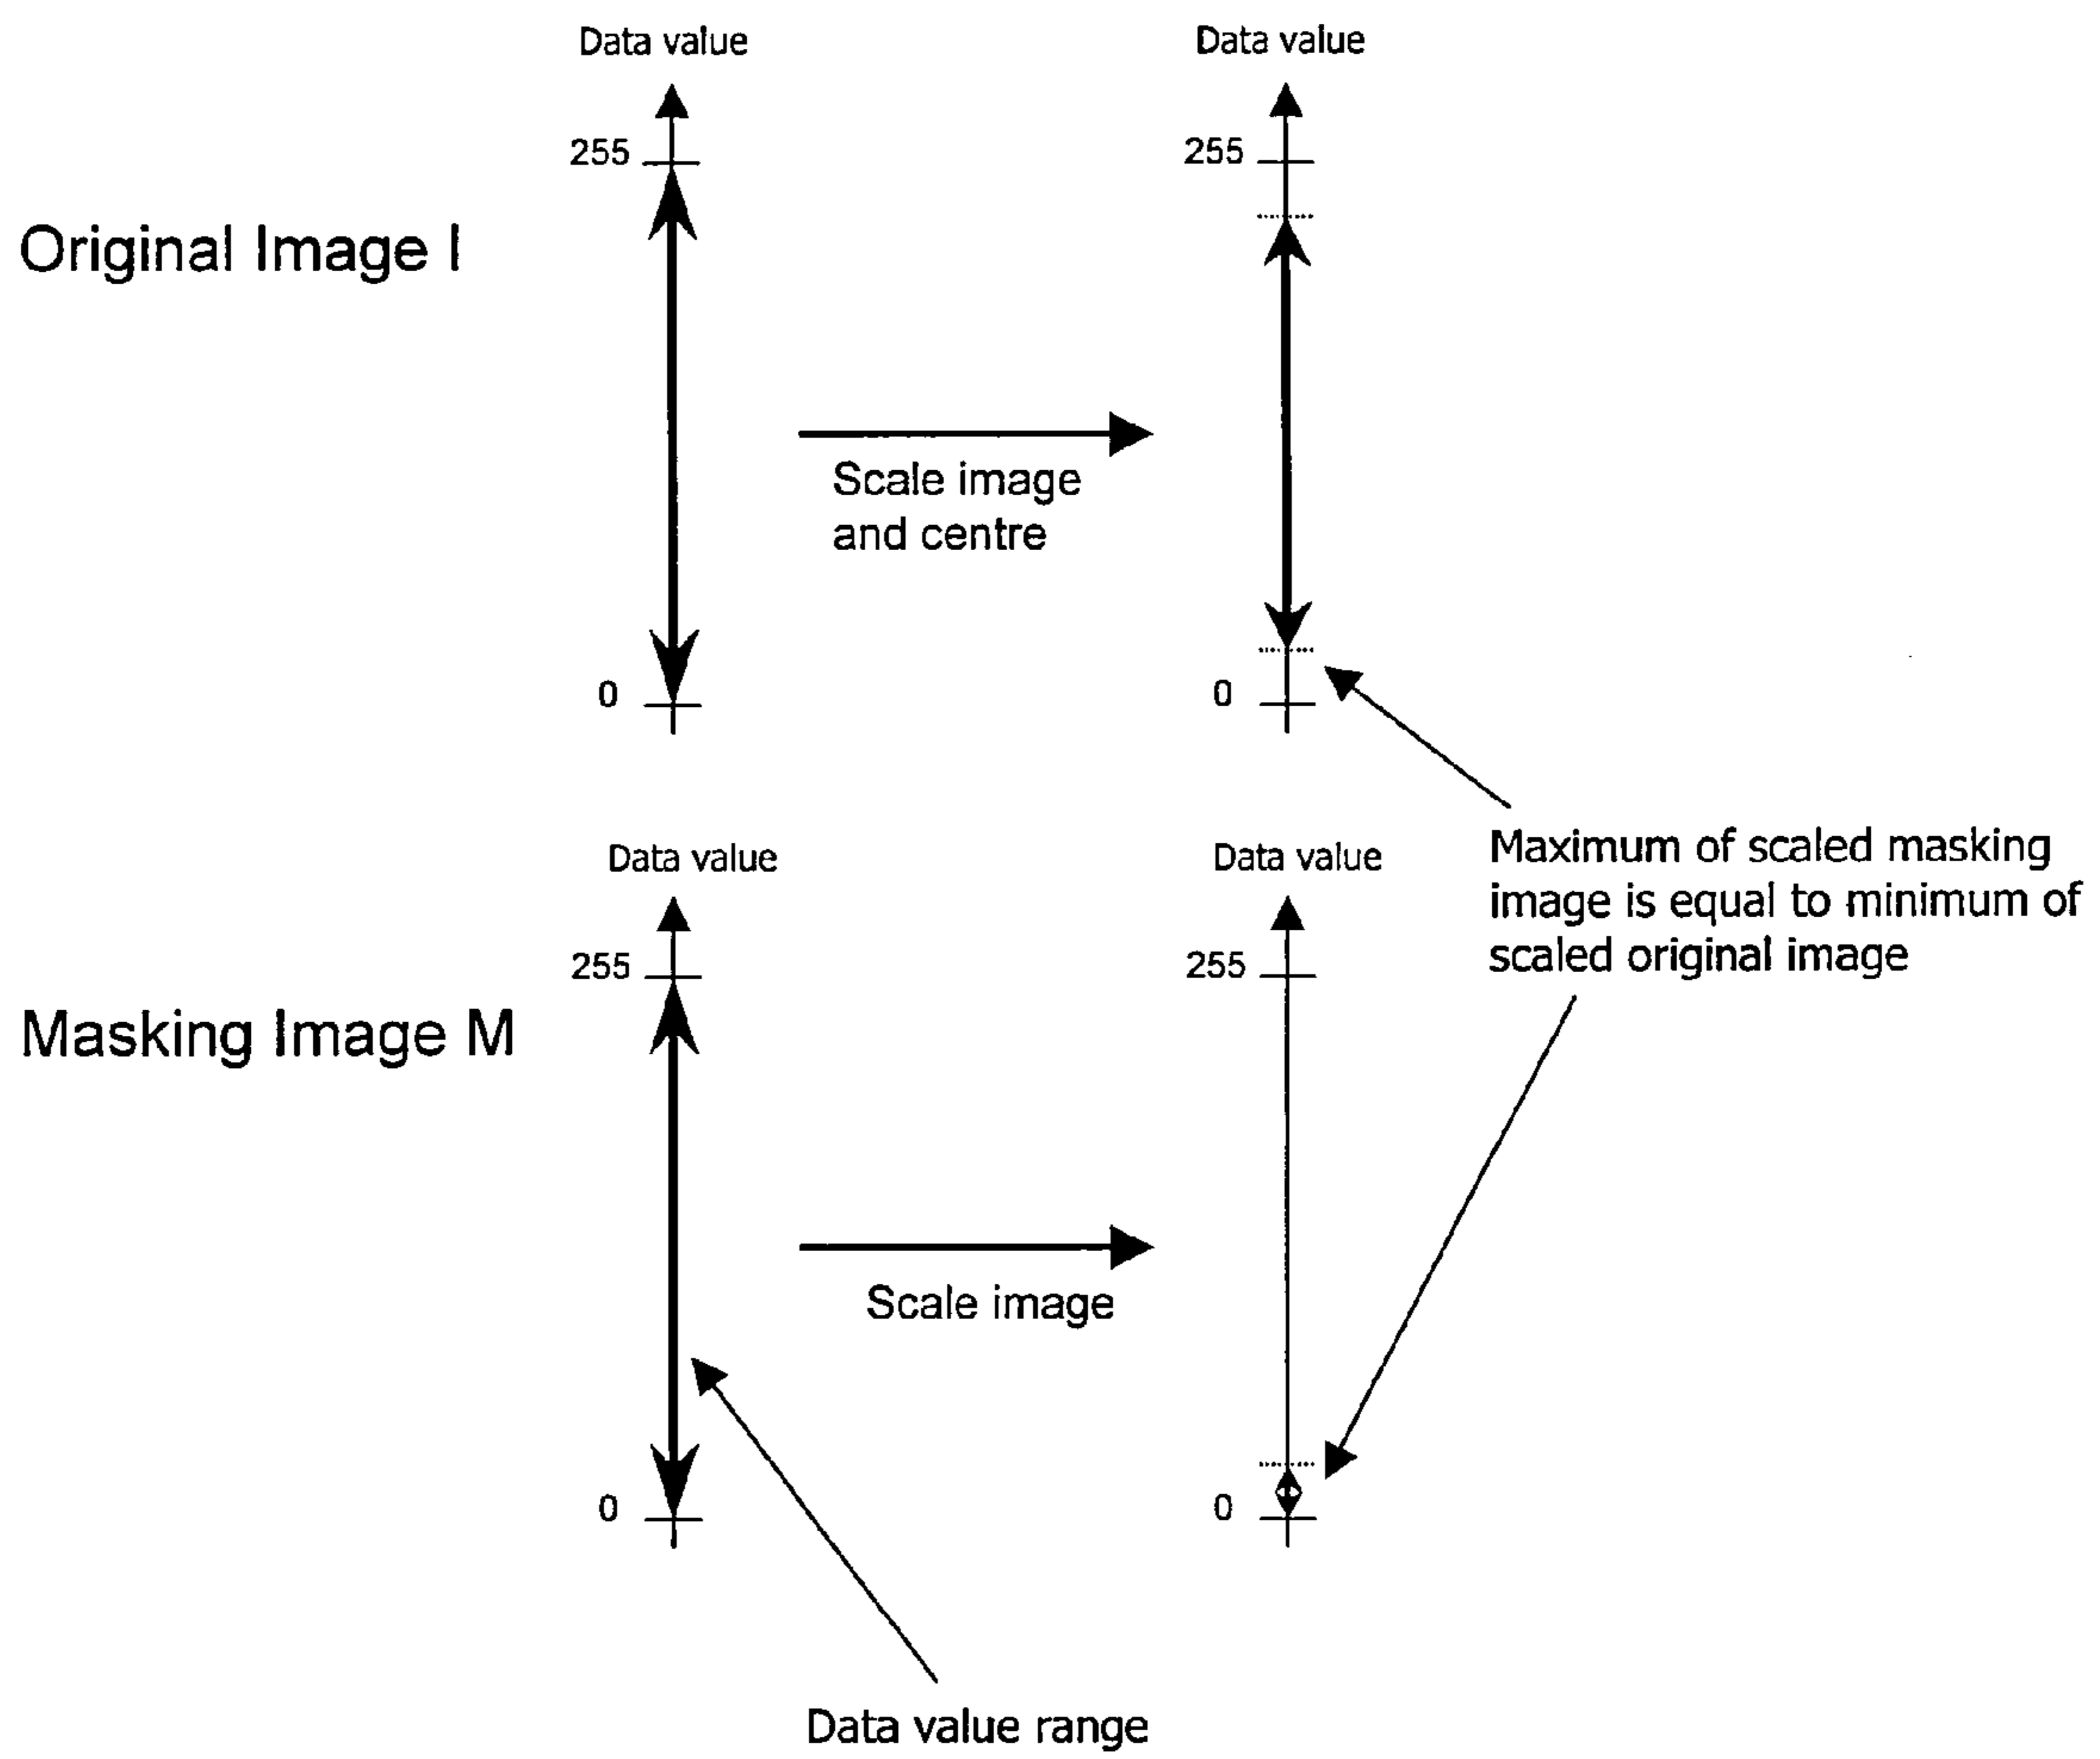 Data value
Data value
255
255
Original Image I
Scale image
and centre
0
0
Data value
Data value
Maximum of scaled masking
image is equal to minimum of
scaled original image
255
255
Masking Image M
Scale image
0
0
Data value range